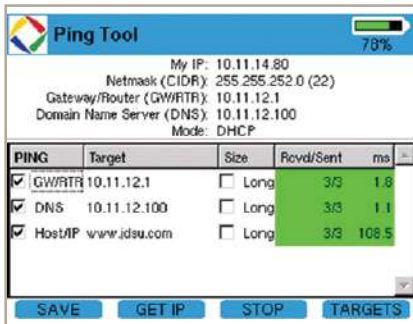 Ping Tool
78%
My IP: 10.11.14.80
Netmask (CIDR): 255.255.252.0 (22)
Gateway/Router (GW/RTR): 10.11.12.1
Domain Name Server (DNS): 10.11.12.100
Mode: DHCP
PING Target Size Rcvd/Sent ms
GW/RTR 10.11.12.1 Long 3/3 1.8
DNS 10.11.12.100 Long 3/3 1.1
Host/IP www.jdsu.com Long 3/3 108.5
SAVE GET IP STOP TARGETS